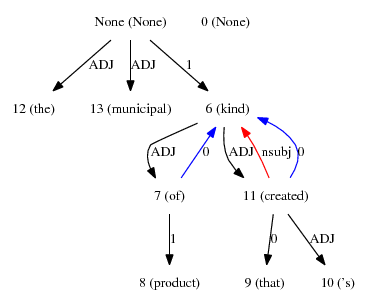 None (None) 0 (None)
ADJ ADJ 1
12 (the) 13 (municipal) 6 (kind)
ADJ 0 ADJ nsubj 0
7 (of) 11 (created)
1 0 ADJ
8 (product) 9 (that) 10 ('s)